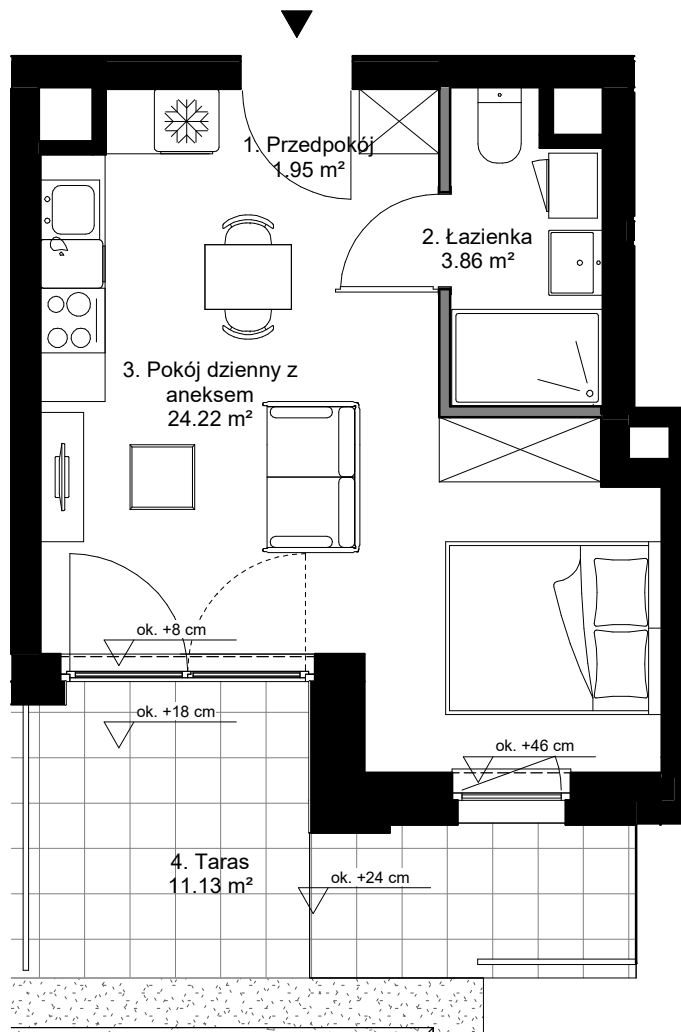 1. Przedpokój
1.95 m²
2. Łazienka
3.86 m²
3. Pokój dzienny z
aneksem
24.22 m²
ok. +8 cm
ok. +18 cm
ok. +46 cm
4. Taras
11.13 m²
ok. +24 cm